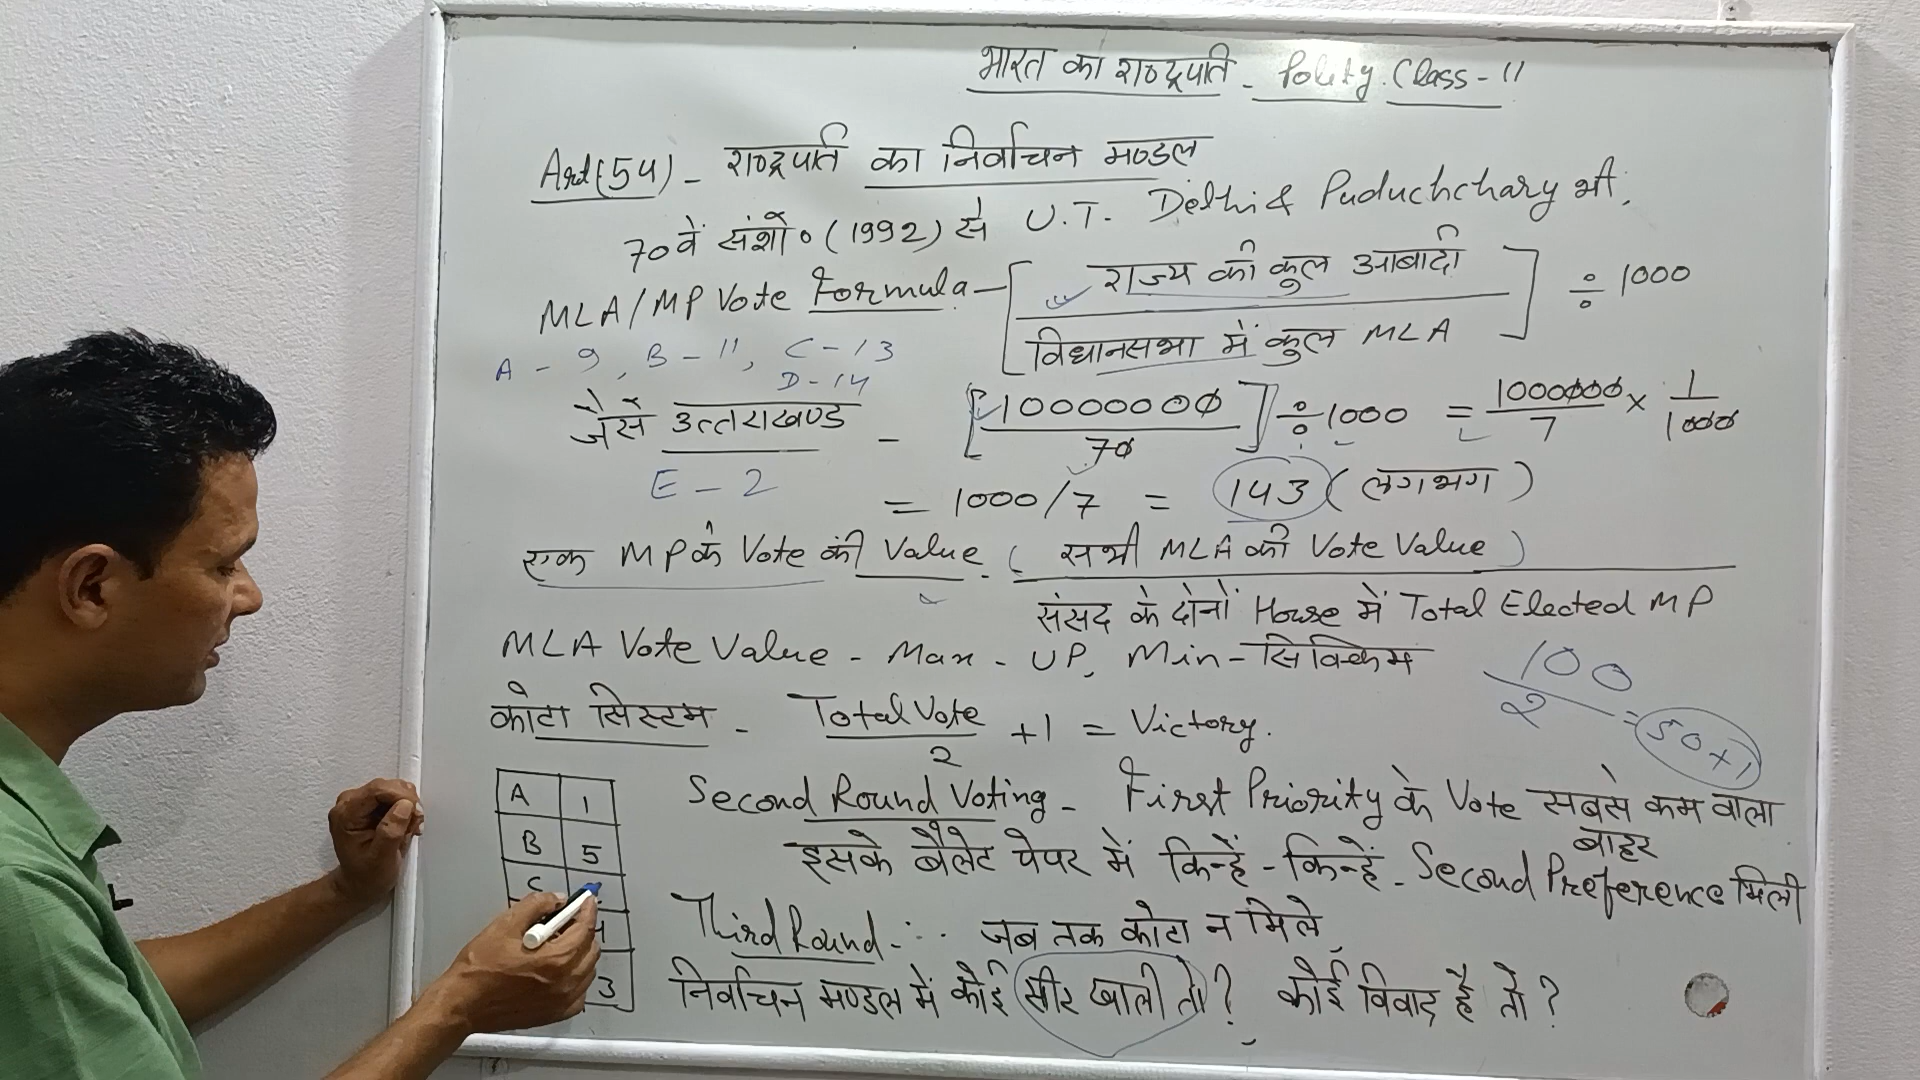 भारत का राष्ट्रपति - Polity Class - 11
Art(54) - राष्ट्रपति का निर्वाचन मण्डल
70वें संशो० (1992) से U.T. Delhi & Puduchchary भी,
MLA/MP Vote Formula - [राज्य की कुल आबादी / विधानसभा में कुल MLA] ÷ 1000
A - 9, B - 11, C - 13
D - 14
जैसे उत्तराखण्ड - [10000000 / 70] ÷ 1000 = 1000000/7 × 1/1000
E - 2
= 1000/7 = 143 (लगभग)
एक MP के Vote की Value - (सभी MLA की Vote Value)
संसद के दोनों House में Total Elected MP
MLA Vote Value - Max - UP, Min - सिक्किम
100/2 = 50+1
कोटा सिस्टम - Total Vote / 2 + 1 = Victory.
A 1
B 5
C
4
3
Second Round Voting - First Priority के Vote सबसे कम वाला
बाहर
इसके बैलेट पेपर में किन्हें - किन्हें - Second Preference मिली
Third Round - ... जब तक कोटा न मिले,
निर्वाचन मण्डल में कोई सीट खाली तो? कोई विवाद है तो?